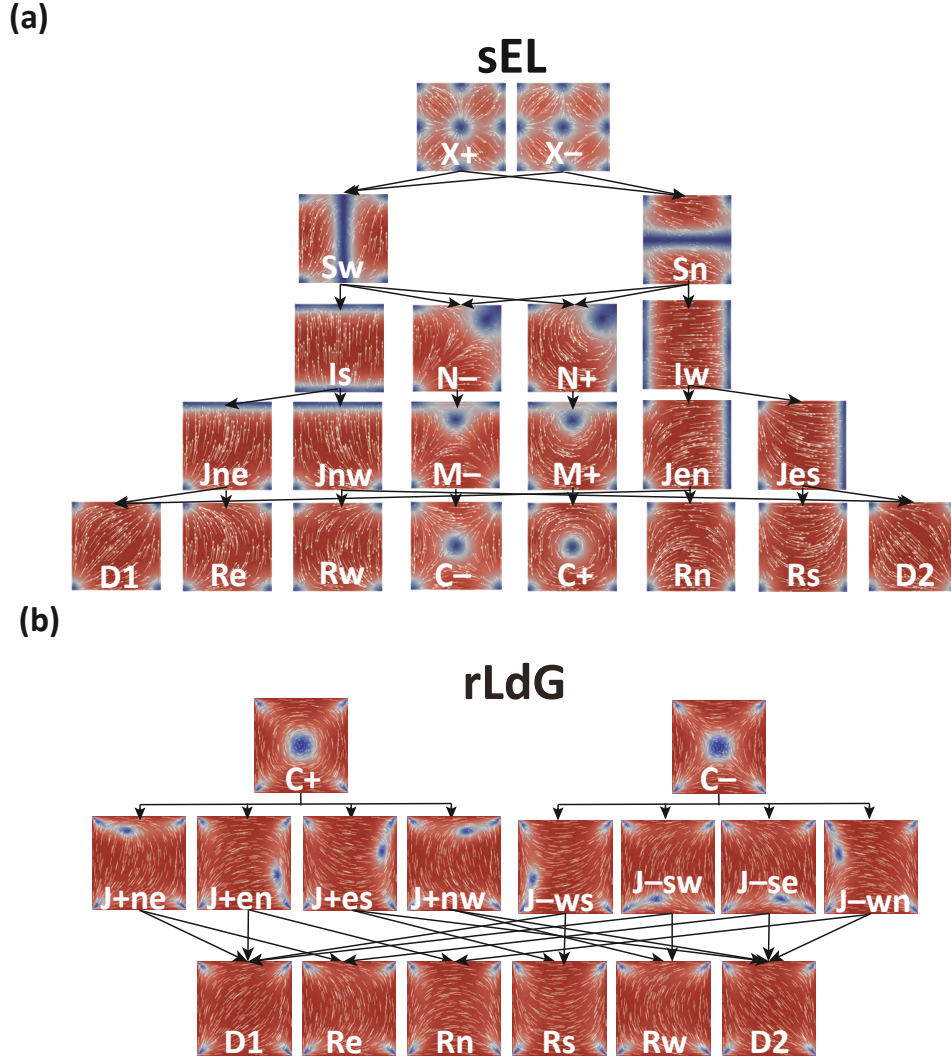 (a)
sEL
X+ X−
Sw Sn
Is N− N+ Iw
Jne Jnw M− M+ Jen Jes
D1 Re Rw C− C+ Rn Rs D2
(b)
rLdG
C+ C−
J+ne J+en J+es J+nw J−ws J−sw J−se J−wn
D1 Re Rn Rs Rw D2